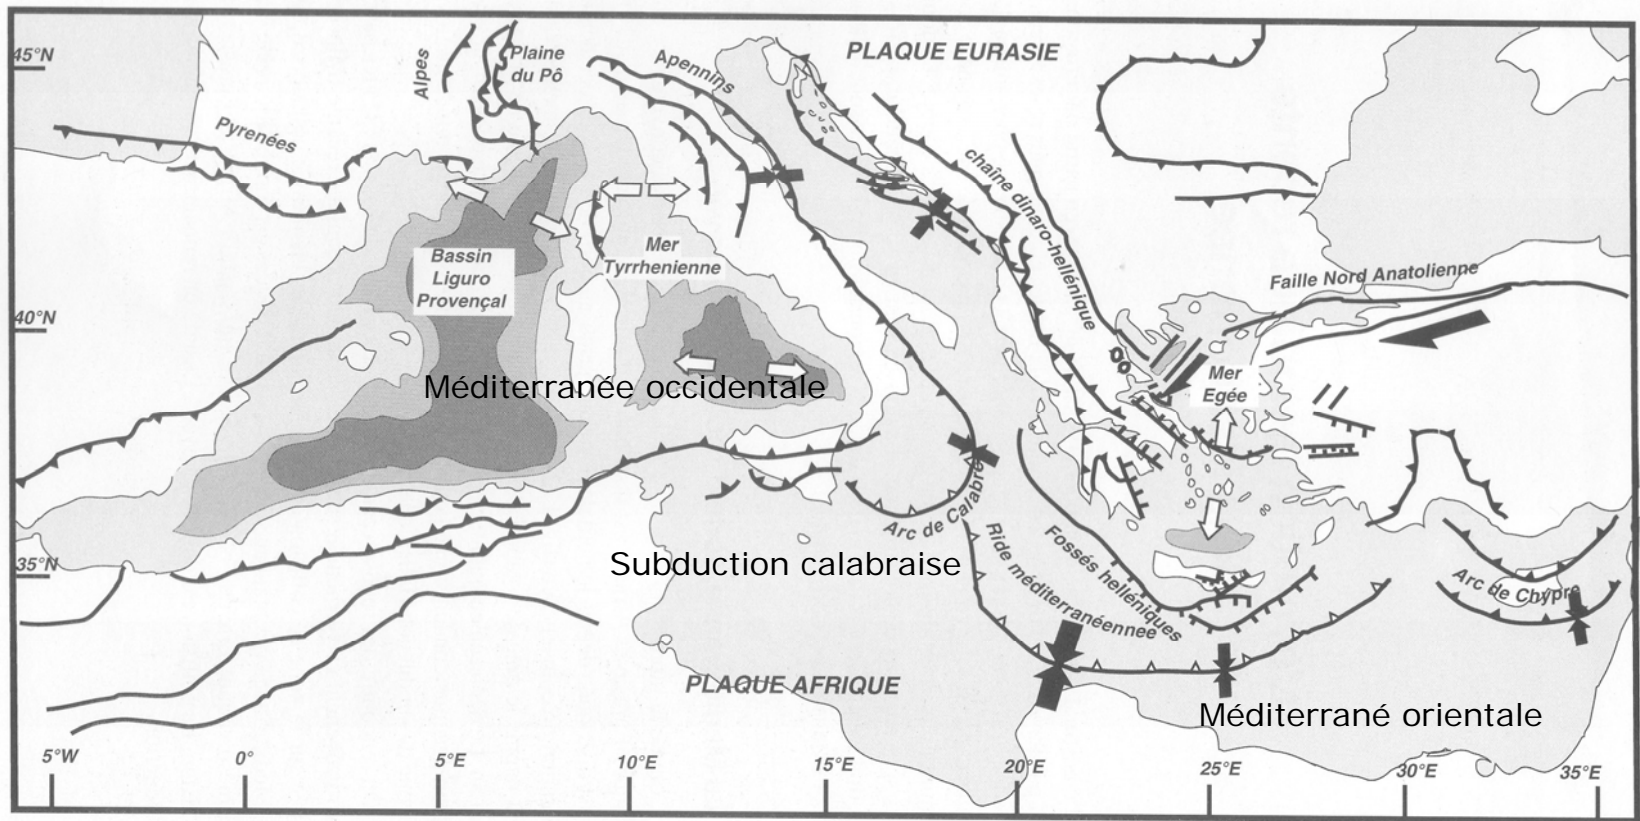 45°N
Alpes
Plaine
du Pô
Apennins
PLAQUE EURASIE
Pyrenées
chaîne dinaro-hellénique
Bassin
Liguro
Provençal
Mer
Tyrrhenienne
Faille Nord Anatolienne
40°N
Mer
Egée
Méditerranée occidentale
Arc de Calabre
35°N
Subduction calabraise
Ride méditerranéennee
Fossés helléniques
Arc de Chypre
PLAQUE AFRIQUE
Méditerrané orientale
5°W
0°
5°E
10°E
15°E
20°E
25°E
30°E
35°E